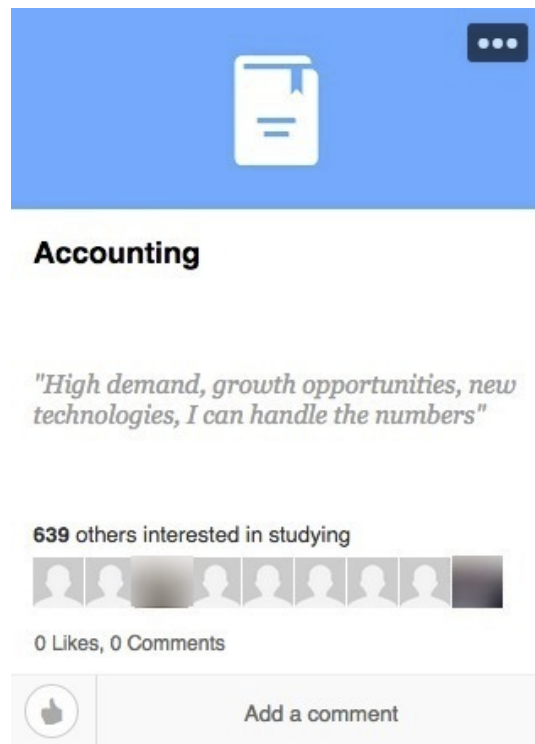 Accounting
"High demand, growth opportunities, new
technologies, I can handle the numbers"
639 others interested in studying
0 Likes, 0 Comments
Add a comment